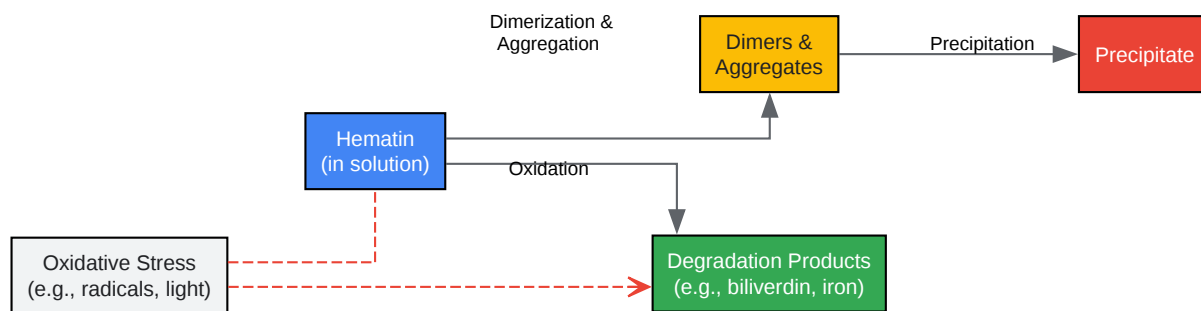 Dimerization &
Aggregation
Dimers &
Aggregates
Precipitation
Precipitate
Hematin
(in solution)
Oxidation
Oxidative Stress
(e.g., radicals, light)
Degradation Products
(e.g., biliverdin, iron)